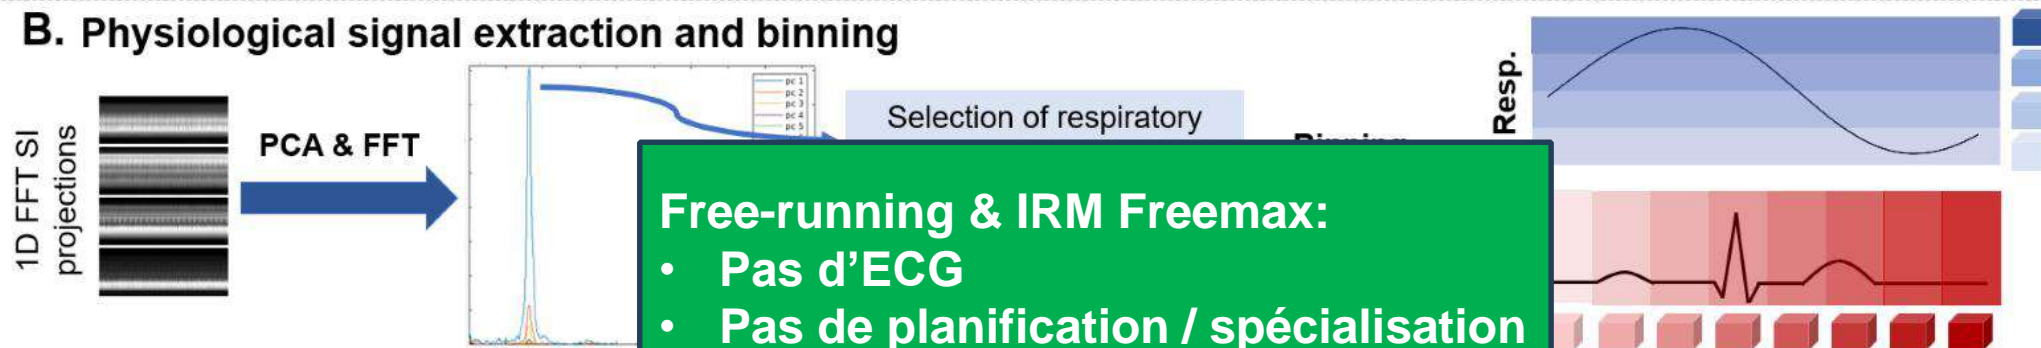 B. Physiological signal extraction and binning
1D FFT SI
projections
PCA & FFT
pc 1
pc 2
pc 3
pc 4
pc 5
Selection of respiratory
Resp.
Free-running & IRM Freemax:
• Pas d’ECG
• Pas de planification / spécialisation